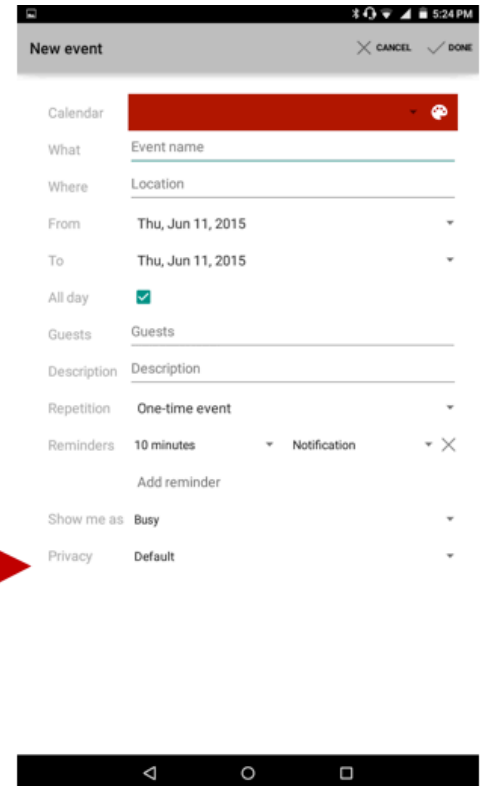 5:24 PM
New event CANCEL DONE
Calendar
What Event name
Where Location
From Thu, Jun 11, 2015
To Thu, Jun 11, 2015
All day
Guests Guests
Description Description
Repetition One-time event
Reminders 10 minutes Notification
Add reminder
Show me as Busy
Privacy Default